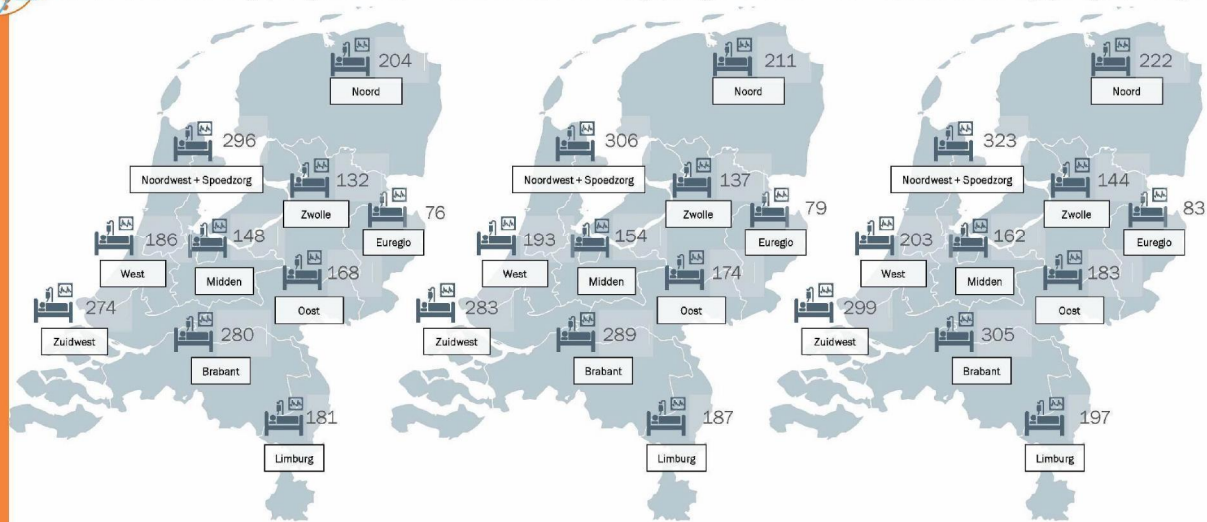 204
Noord
296
Noordwest + Spoedzorg
132
Zwolle
76
Euregio
186
West
148
Midden
168
Oost
274
Zuidwest
280
Brabant
181
Limburg
211
Noord
306
Noordwest + Spoedzorg
137
Zwolle
79
Euregio
193
West
154
Midden
174
Oost
283
Zuidwest
289
Brabant
187
Limburg
222
Noord
323
Noordwest + Spoedzorg
144
Zwolle
83
Euregio
203
West
162
Midden
183
Oost
299
Zuidwest
305
Brabant
197
Limburg